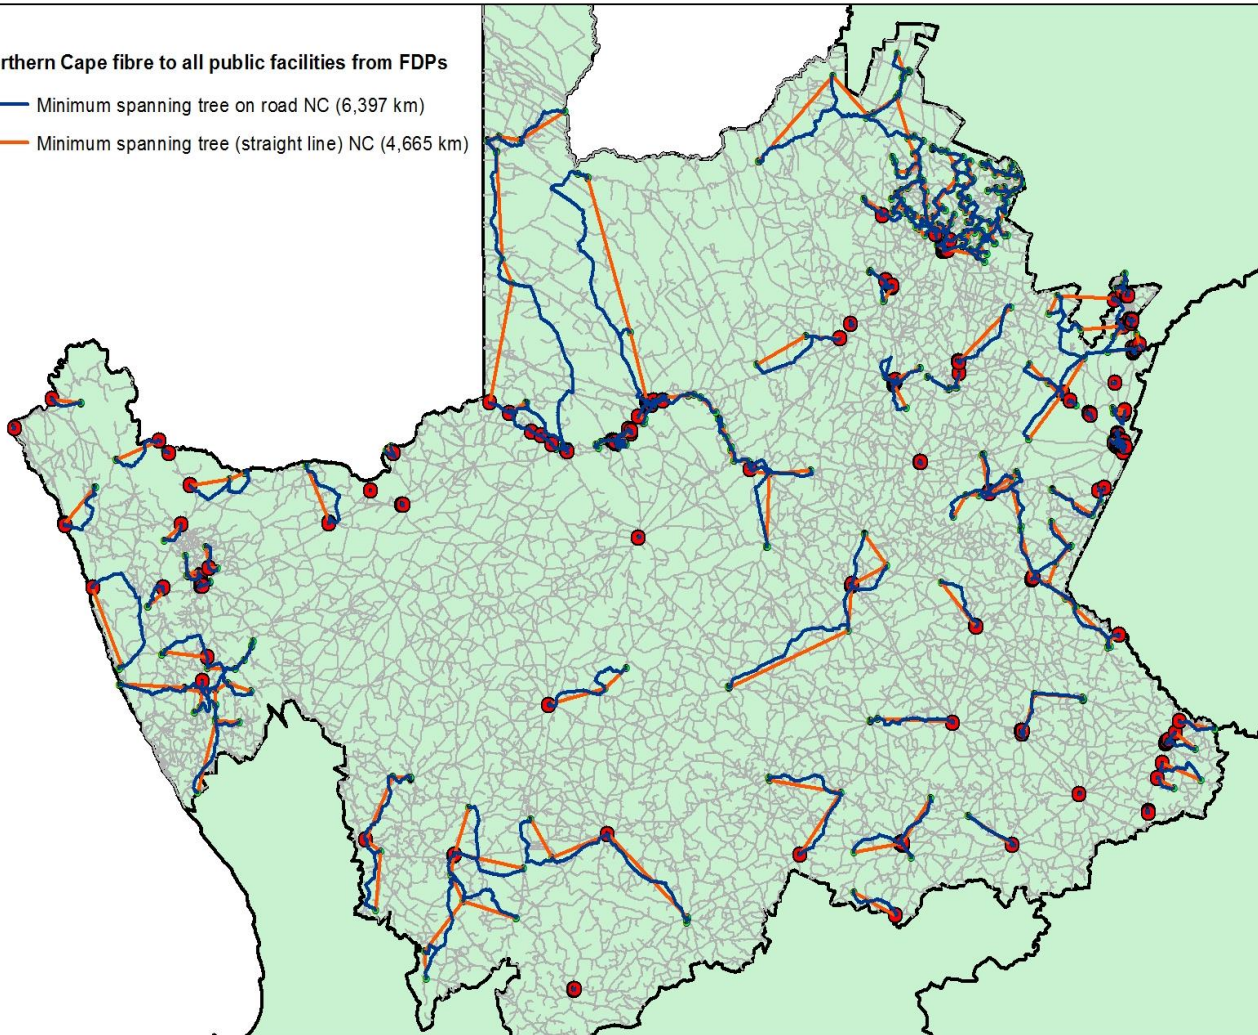 rthern Cape fibre to all public facilities from FDPs
Minimum spanning tree on road NC (6,397 km)
Minimum spanning tree (straight line) NC (4,665 km)